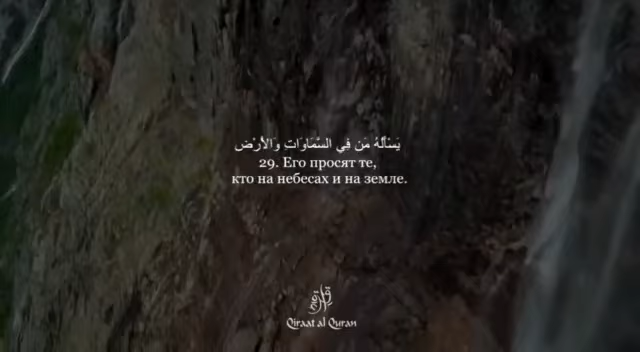 يَسْأَلُهُ مَن فِي السَّمَاوَاتِ وَالْأَرْضِ
29. Его просят те,
кто на небесах и на земле.
Qiraat al Quran